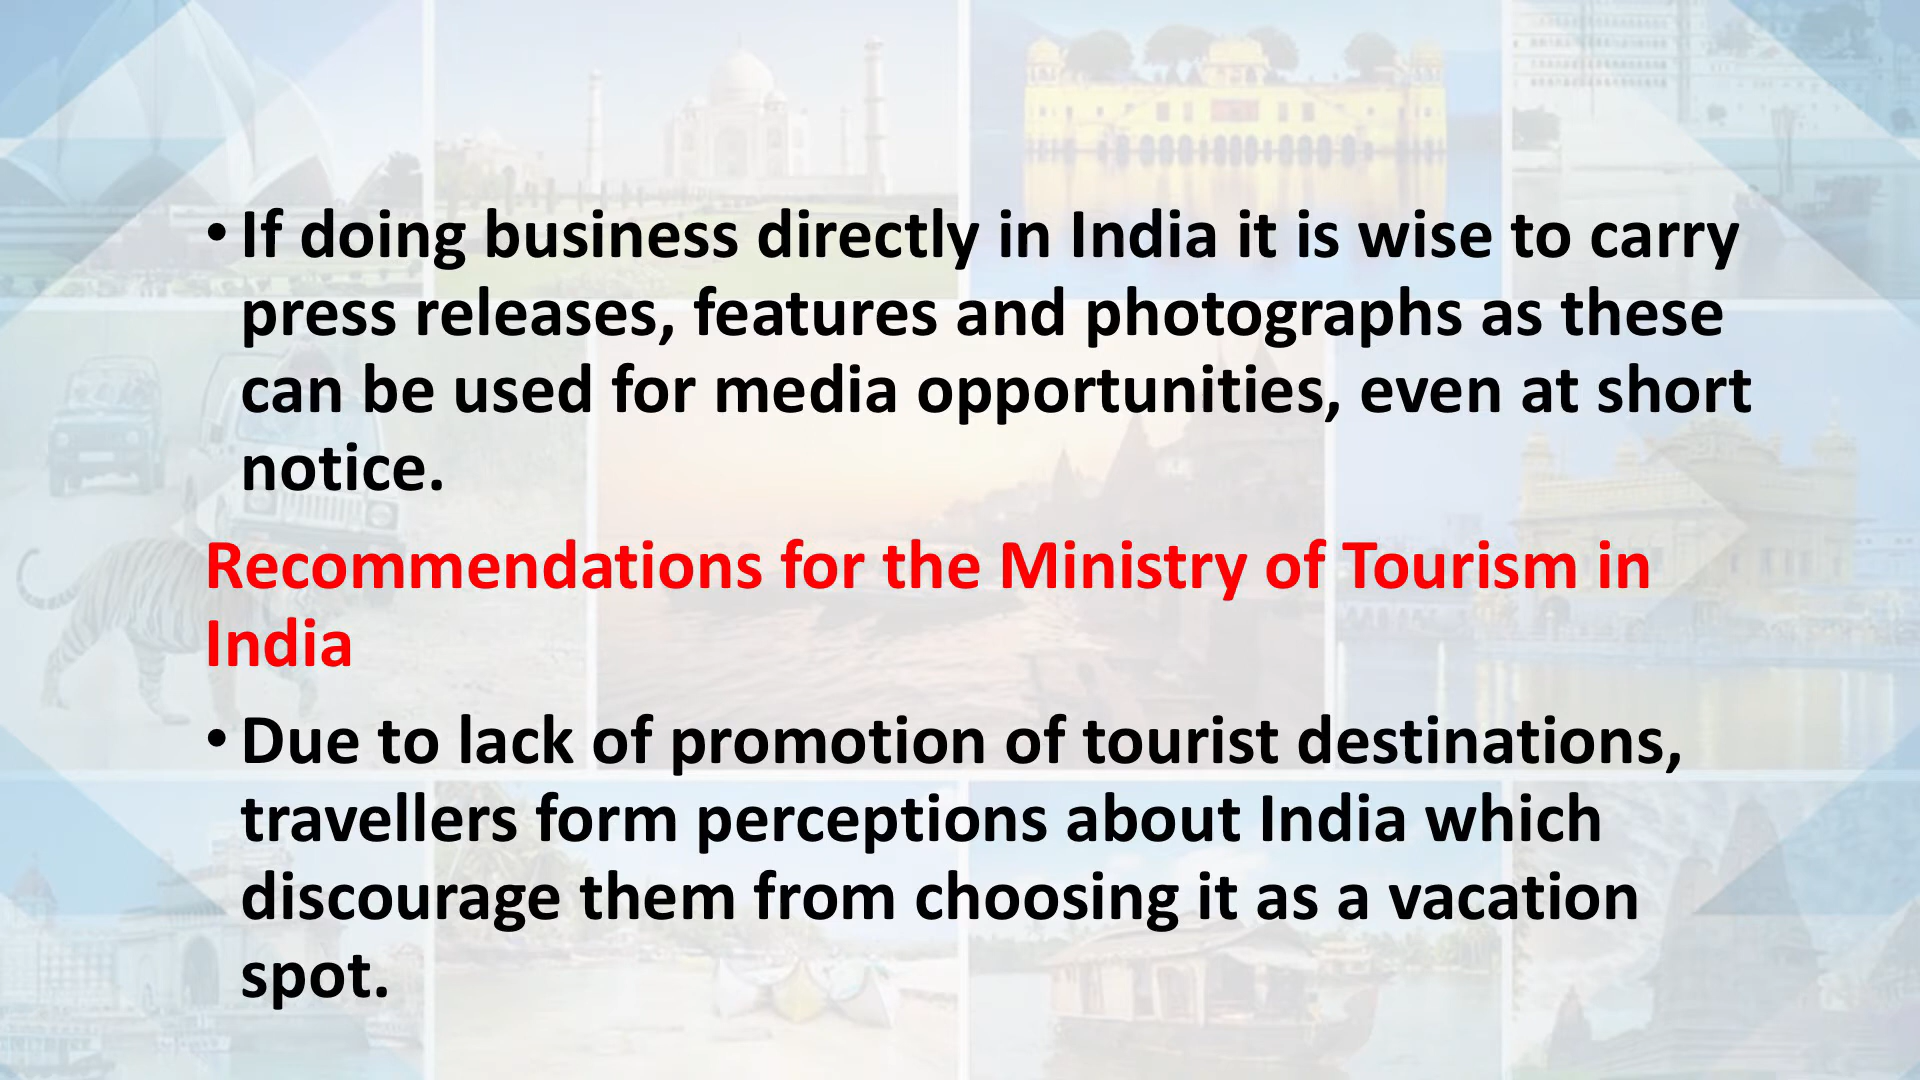 • If doing business directly in India it is wise to carry
press releases, features and photographs as these
can be used for media opportunities, even at short
notice.
Recommendations for the Ministry of Tourism in
India
• Due to lack of promotion of tourist destinations,
travellers form perceptions about India which
discourage them from choosing it as a vacation
spot.